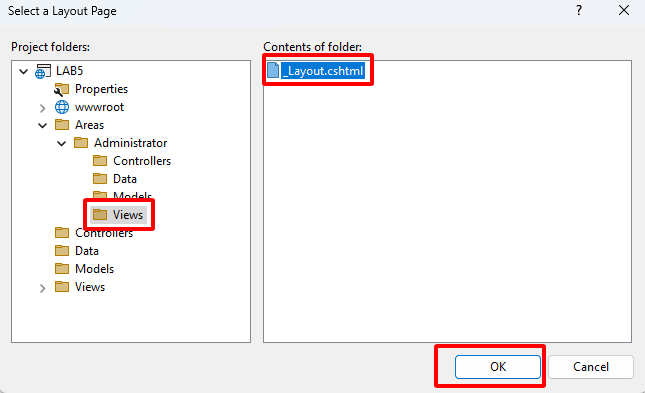 Select a Layout Page
?
Project folders:
Contents of folder:
LAB5
Properties
wwwroot
Areas
Administrator
Controllers
Data
Models
Views
Controllers
Data
Models
Views
_Layout.cshtml
OK
Cancel